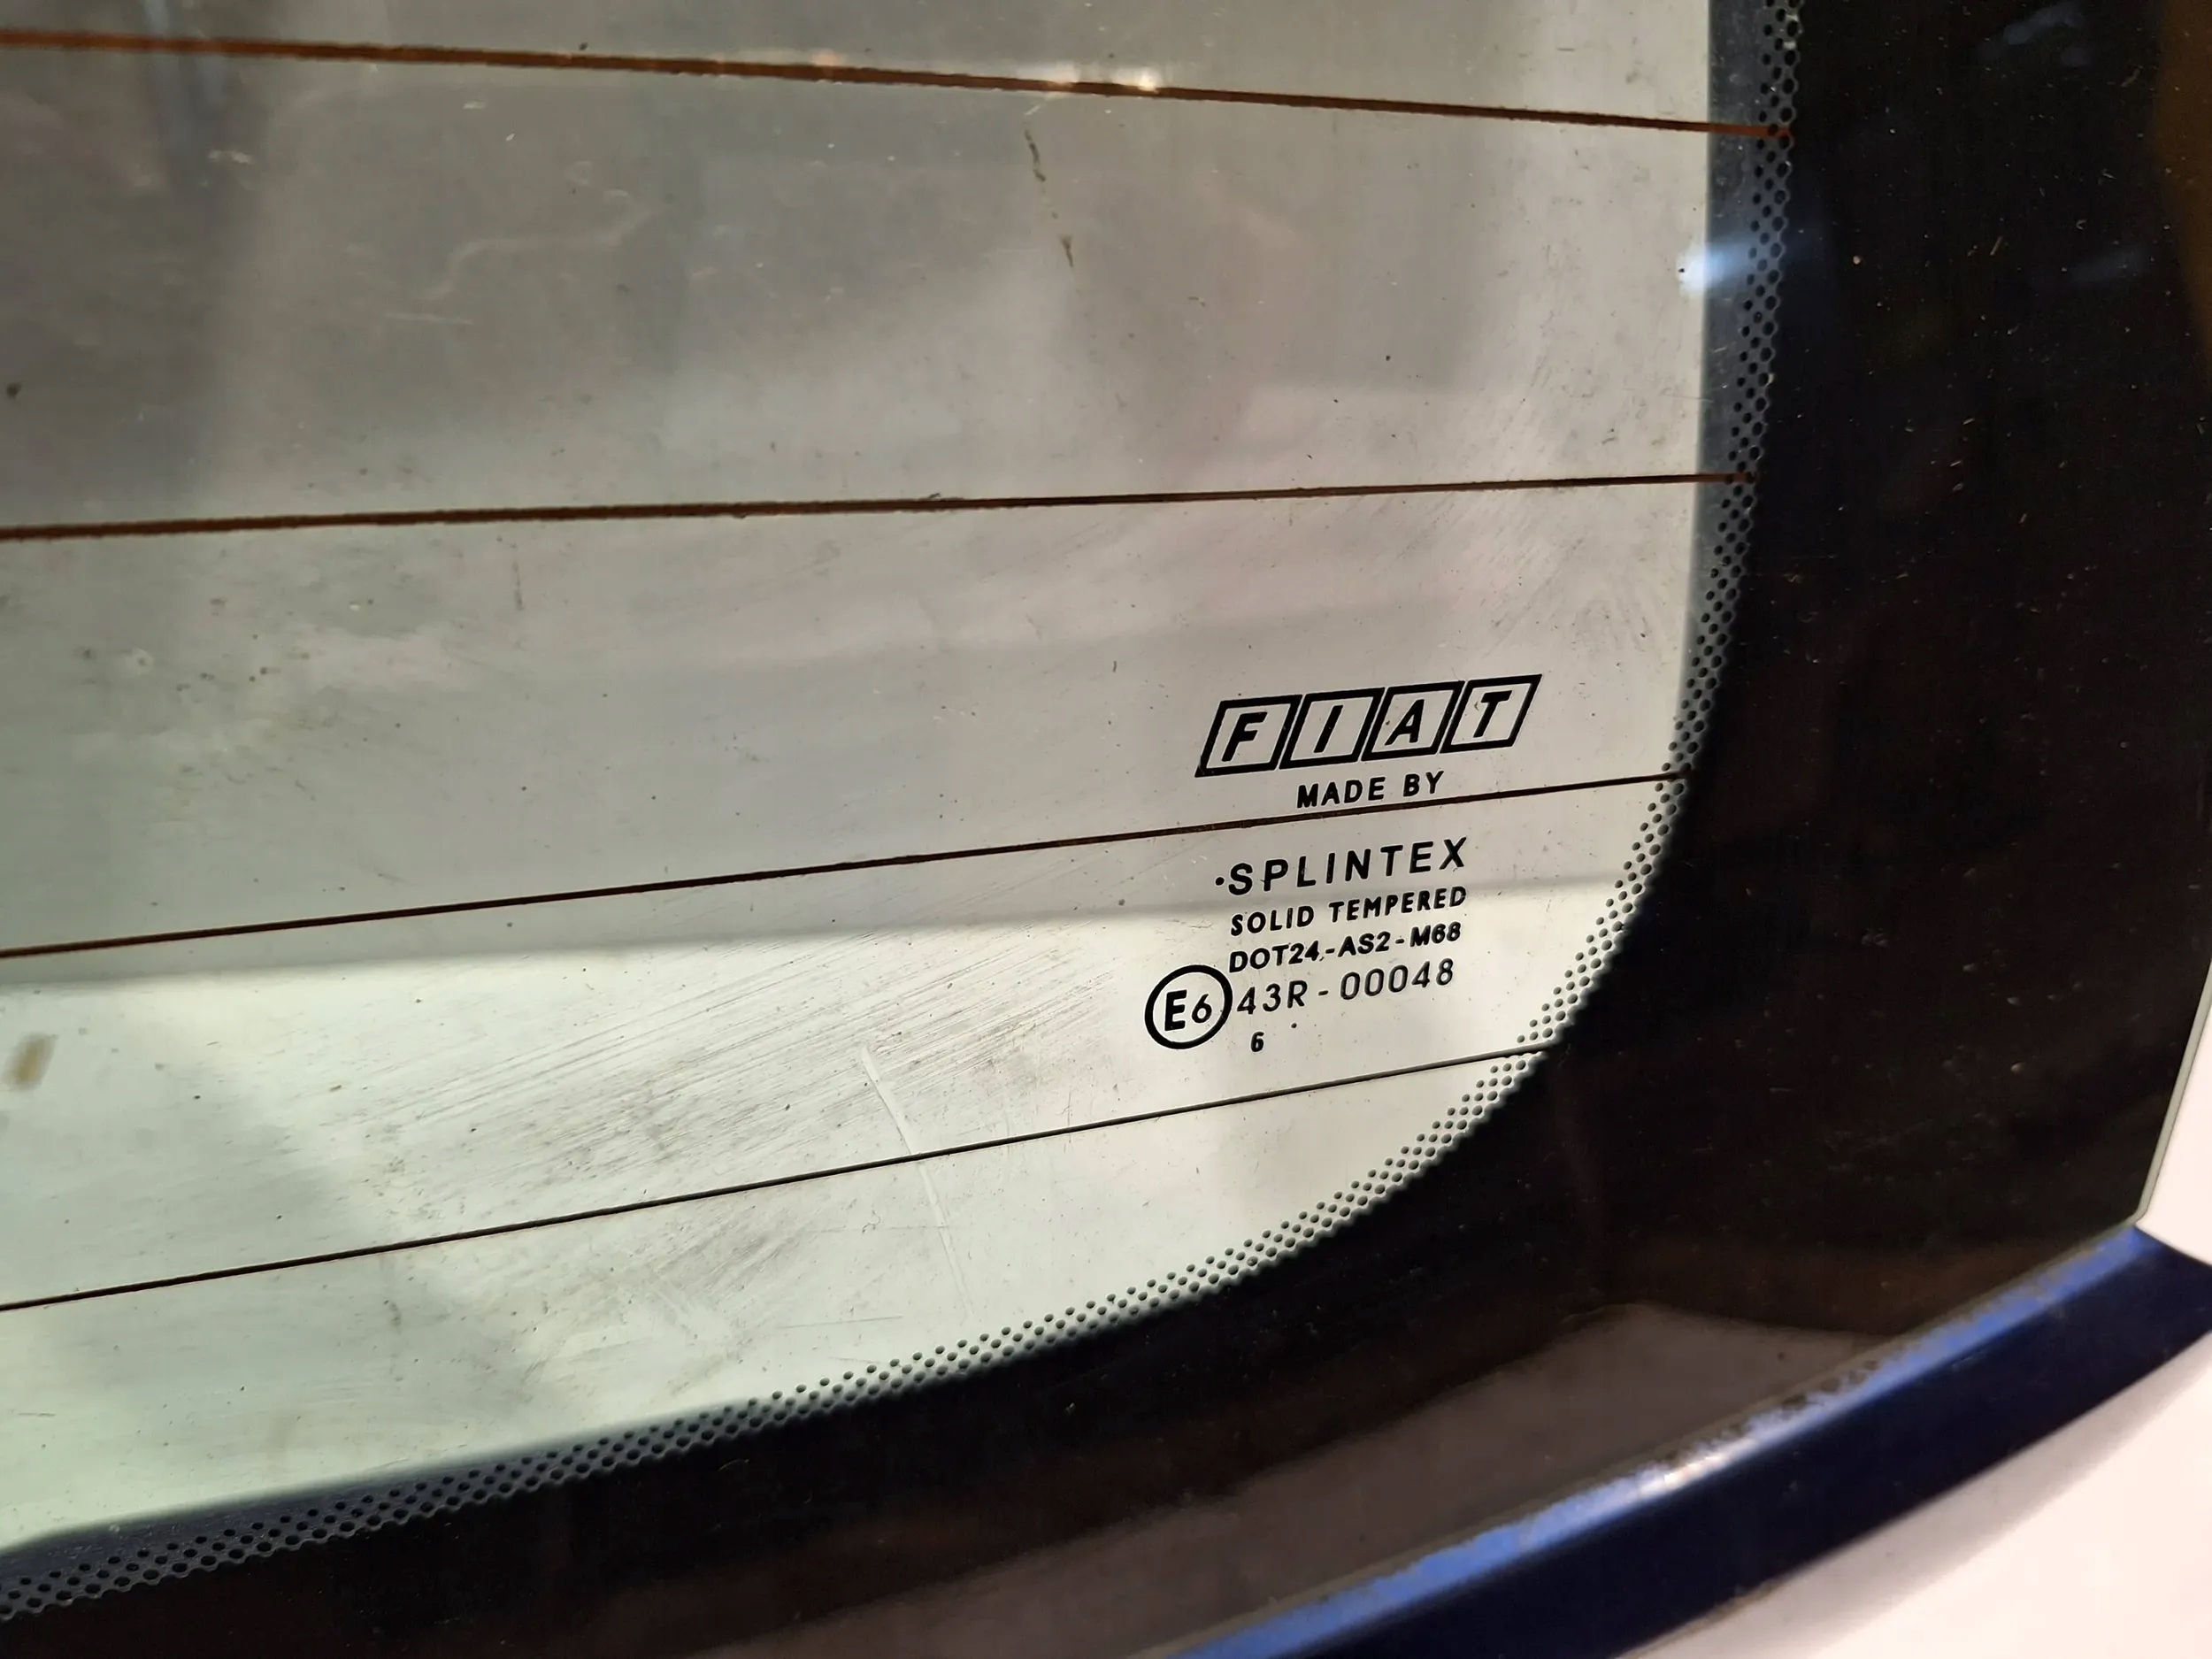 FIAT
MADE BY
·SPLINTEX
SOLID TEMPERED
DOT24.-AS2-M68
E6 43R-00048
6 .